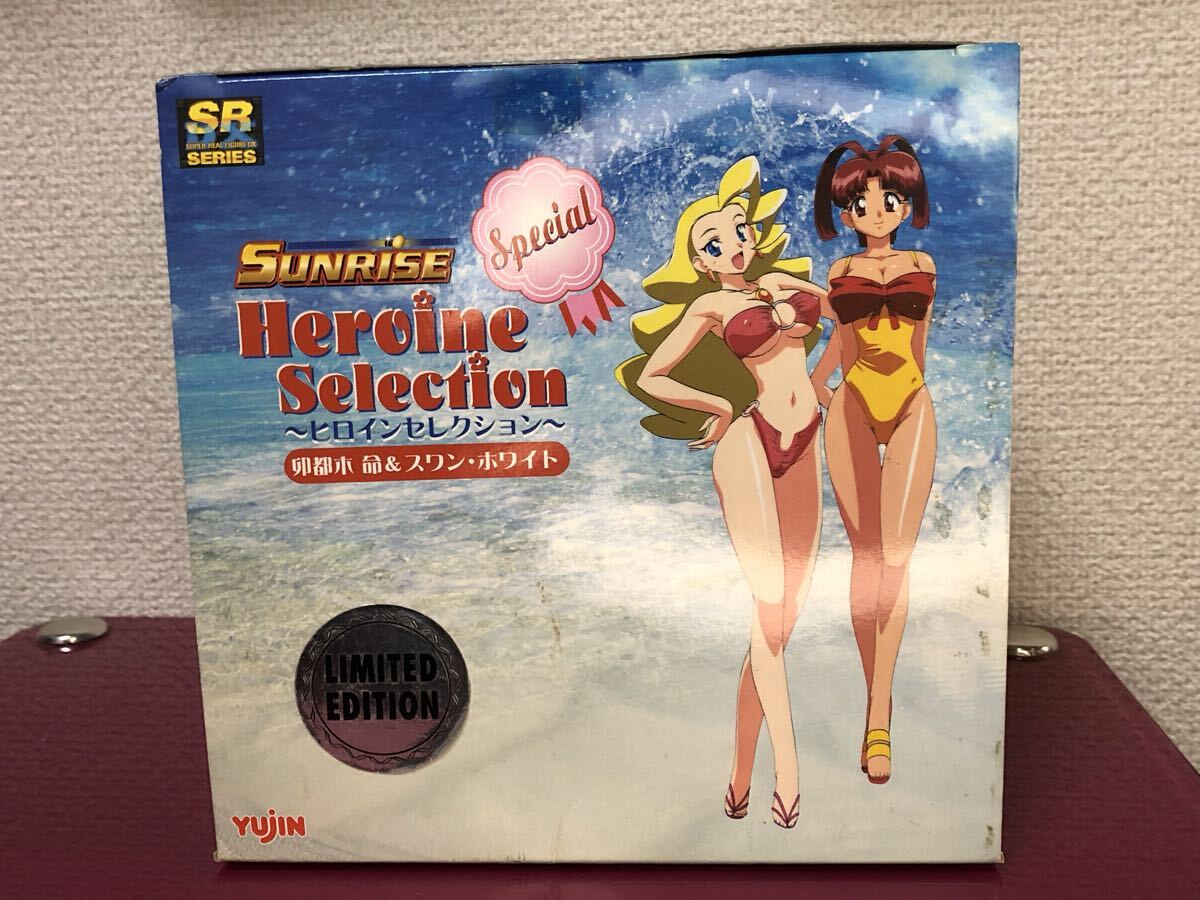 SR
DX
SUPER REAL FIGURE DX
SERIES
Special
SUNRISE
Heroine
Selection
～ヒロインセレクション～
卯都木 命＆スワン・ホワイト
LIMITED
EDITION
YUJIN